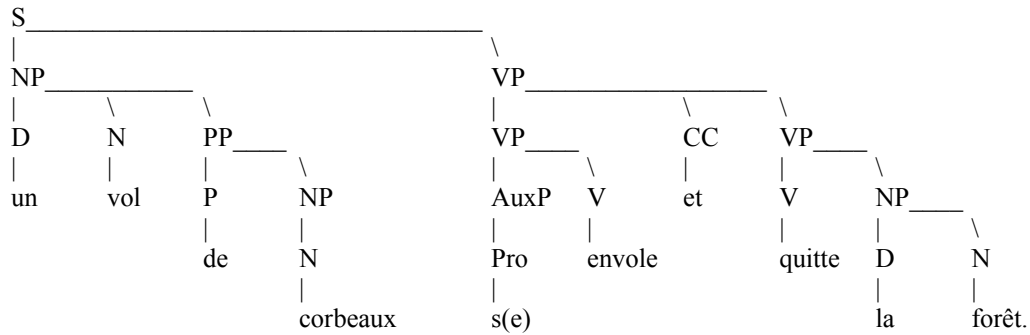 S
NP VP
D N PP VP CC VP
un vol P NP AuxP V et V NP
de N Pro envole quitte D N
corbeaux s(e) la forêt.